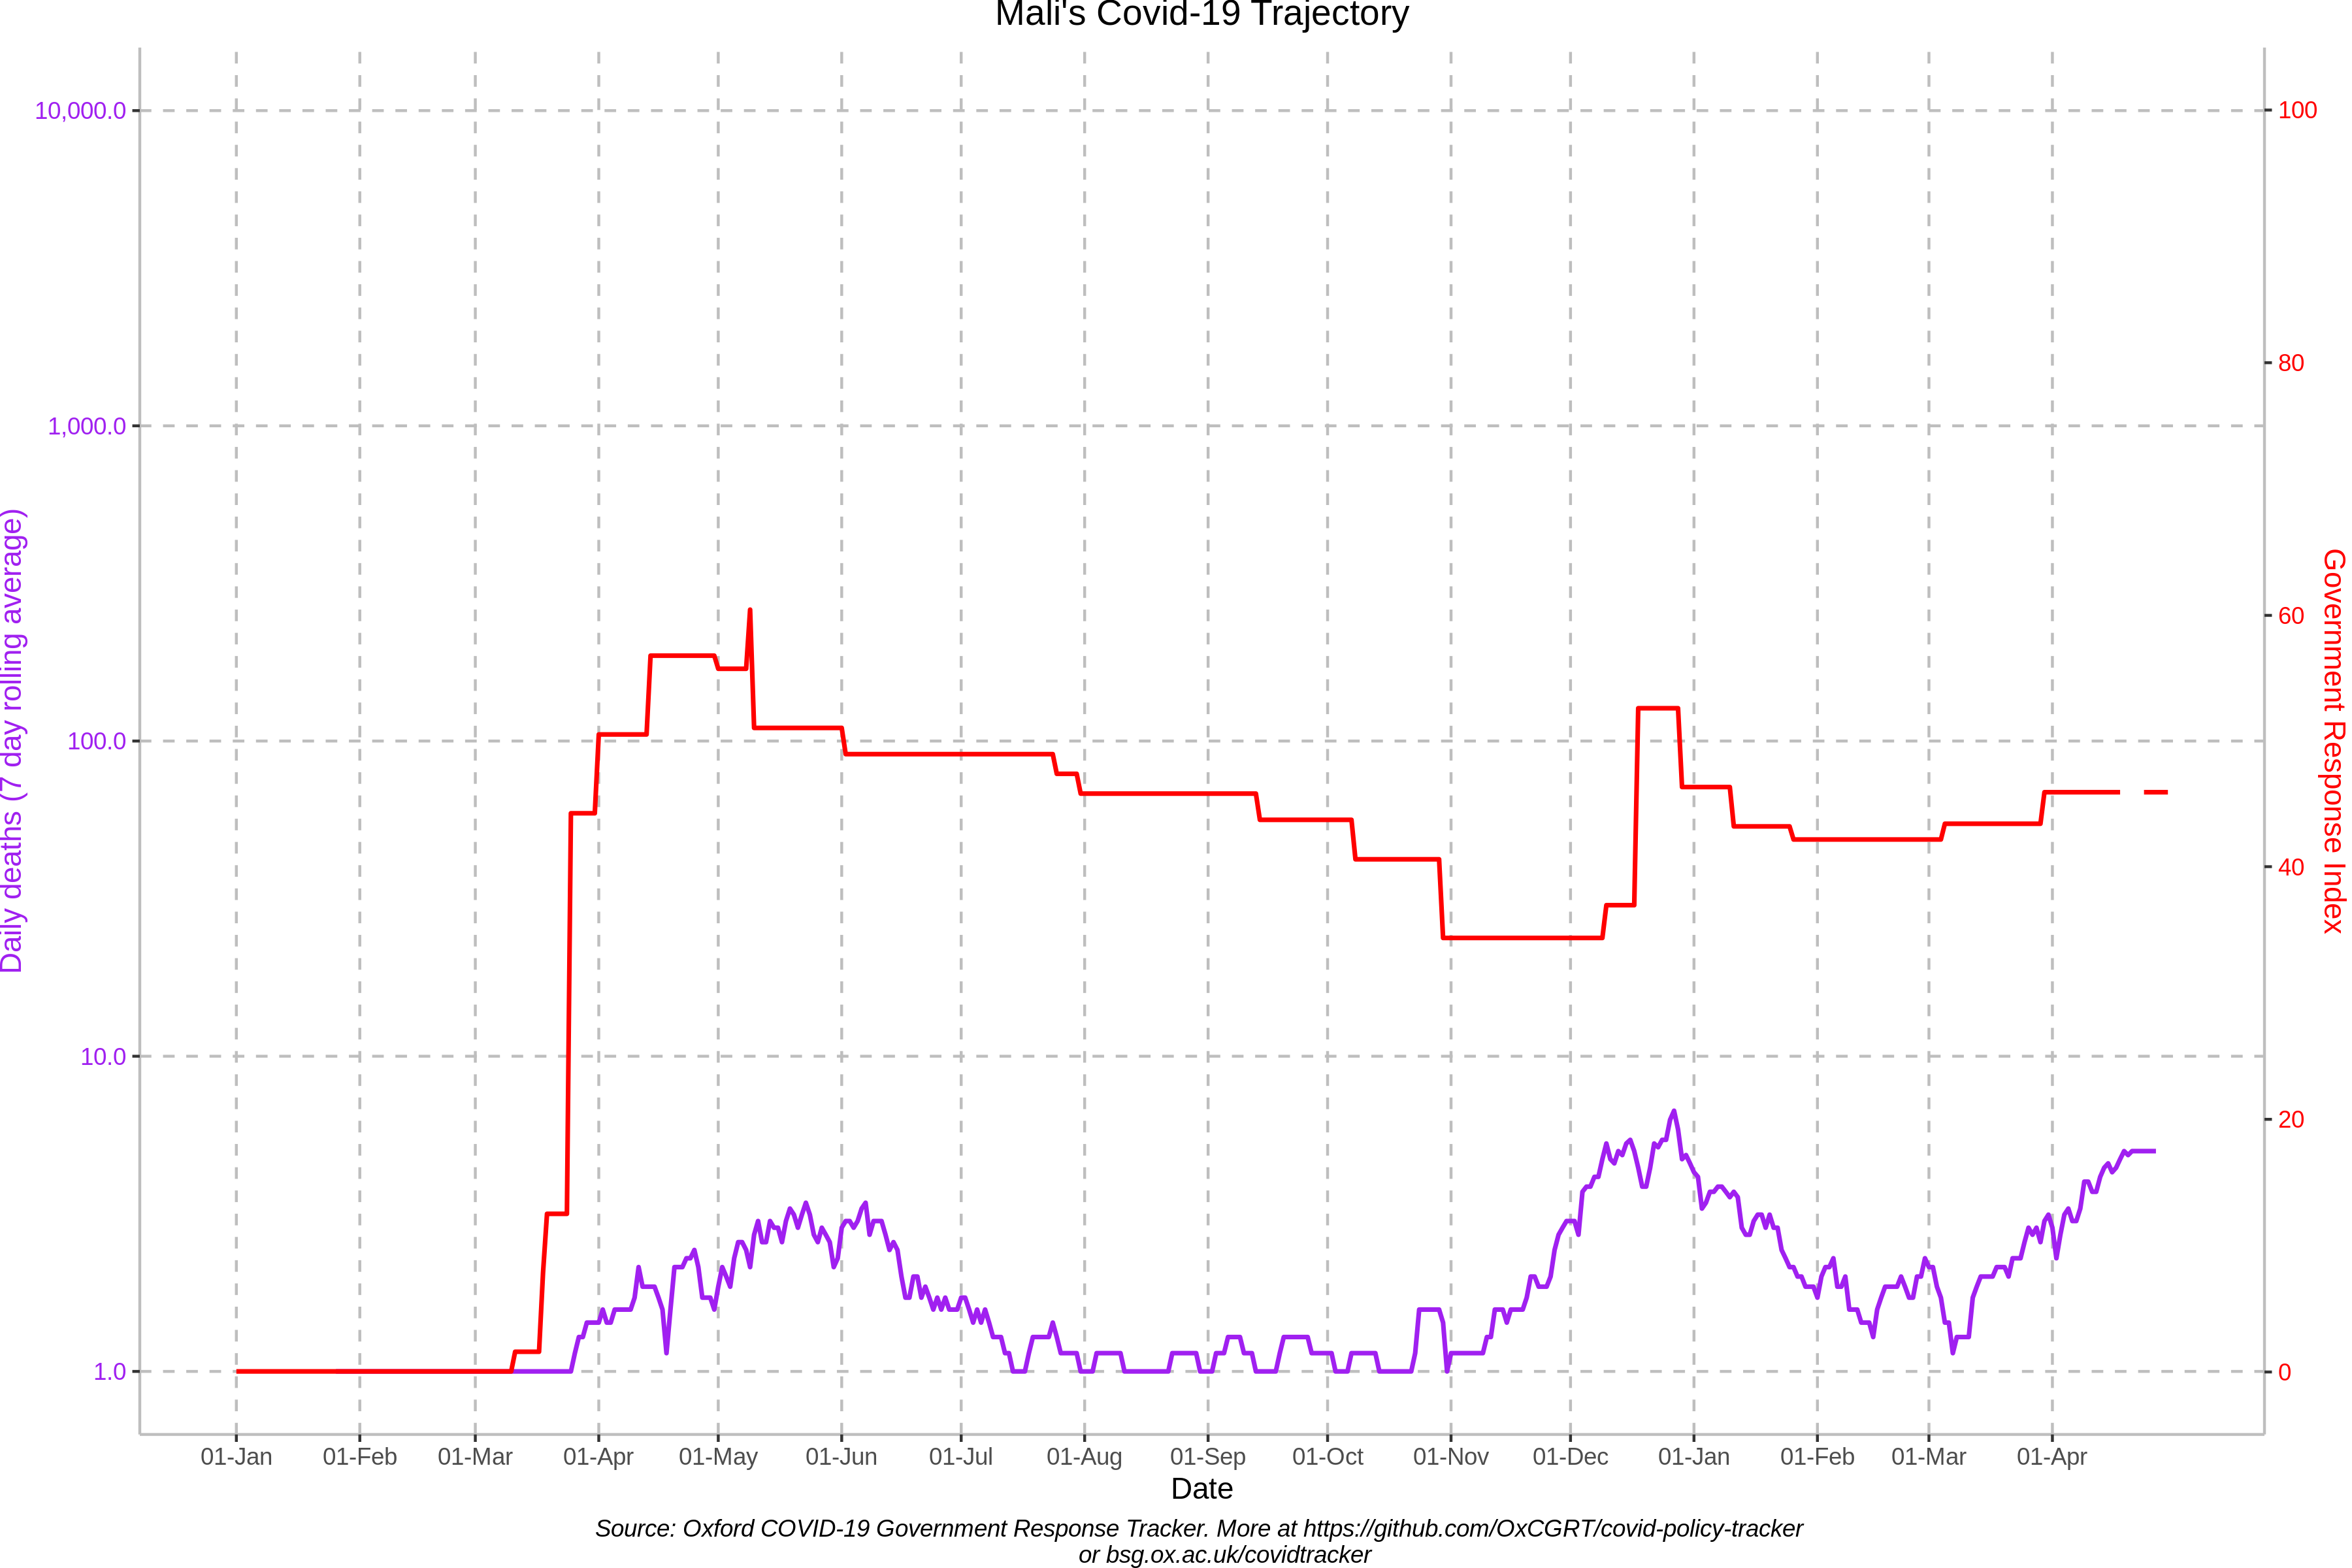 Mali's Covid-19 Trajectory
Daily deaths (7 day rolling average)
10,000.0
1,000.0
100.0
10.0
1.0
100
80
60
40
20
0
Government Response Index
01-Jan 01-Feb 01-Mar 01-Apr 01-May 01-Jun 01-Jul 01-Aug 01-Sep 01-Oct 01-Nov 01-Dec 01-Jan 01-Feb 01-Mar 01-Apr
Date
Source: Oxford COVID-19 Government Response Tracker. More at https://github.com/OxCGRT/covid-policy-tracker
or bsg.ox.ac.uk/covidtracker